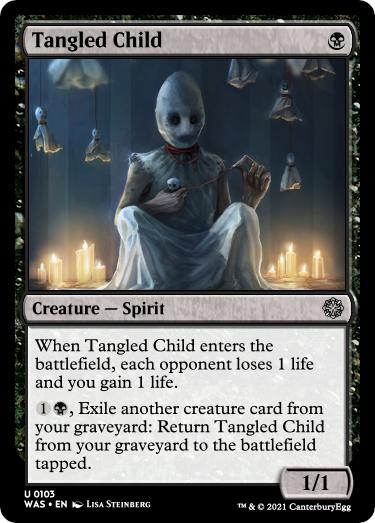 Tangled Child
Creature — Spirit
When Tangled Child enters the
battlefield, each opponent loses 1 life
and you gain 1 life.
1, Exile another creature card from
your graveyard: Return Tangled Child
from your graveyard to the battlefield
tapped.
1/1
U 0103
WAS • EN Lisa Steinberg
™ & © 2021 CanterburyEgg